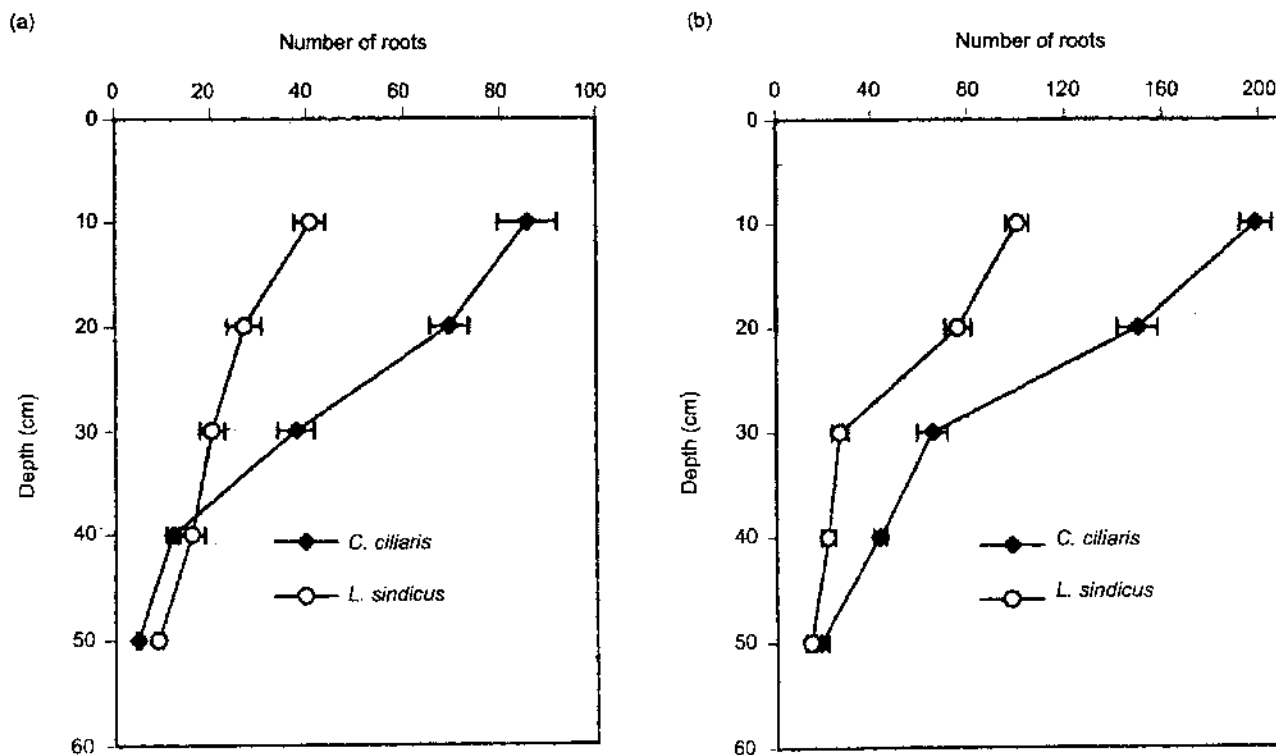 (a)
Number of roots
0 20 40 60 80 100
0
10
20
30
40
50
60
Depth (cm)
C. ciliaris
L. sindicus
(b)
Number of roots
0 40 80 120 160 200
0
10
20
30
40
50
60
Depth (cm)
C. ciliaris
L. sindicus